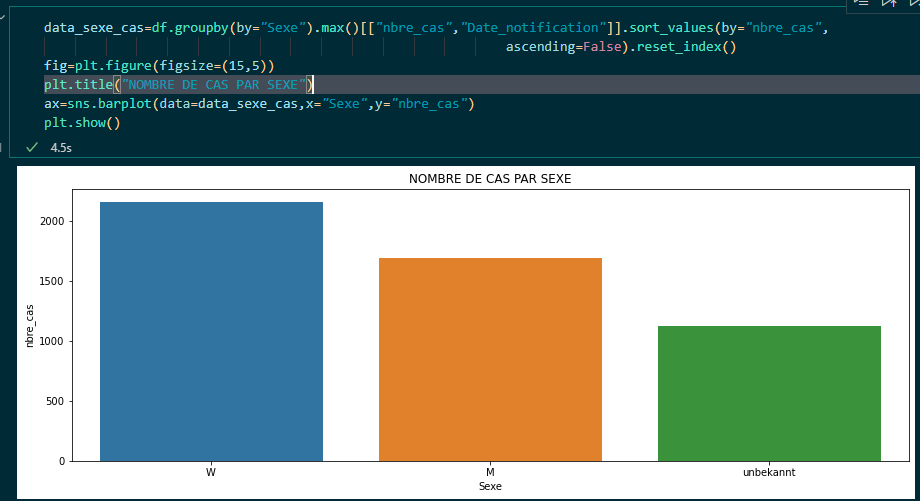 data_sexe_cas=df.groupby(by="Sexe").max()[["nbre_cas","Date_notification"]].sort_values(by="nbre_cas",
ascending=False).reset_index()
fig=plt.figure(figsize=(15,5))
plt.title("NOMBRE DE CAS PAR SEXE")
ax=sns.barplot(data=data_sexe_cas,x="Sexe",y="nbre_cas")
plt.show()
4.5s
NOMBRE DE CAS PAR SEXE
2000
1500
1000
500
0
nbre_cas
W M unbekannt
Sexe